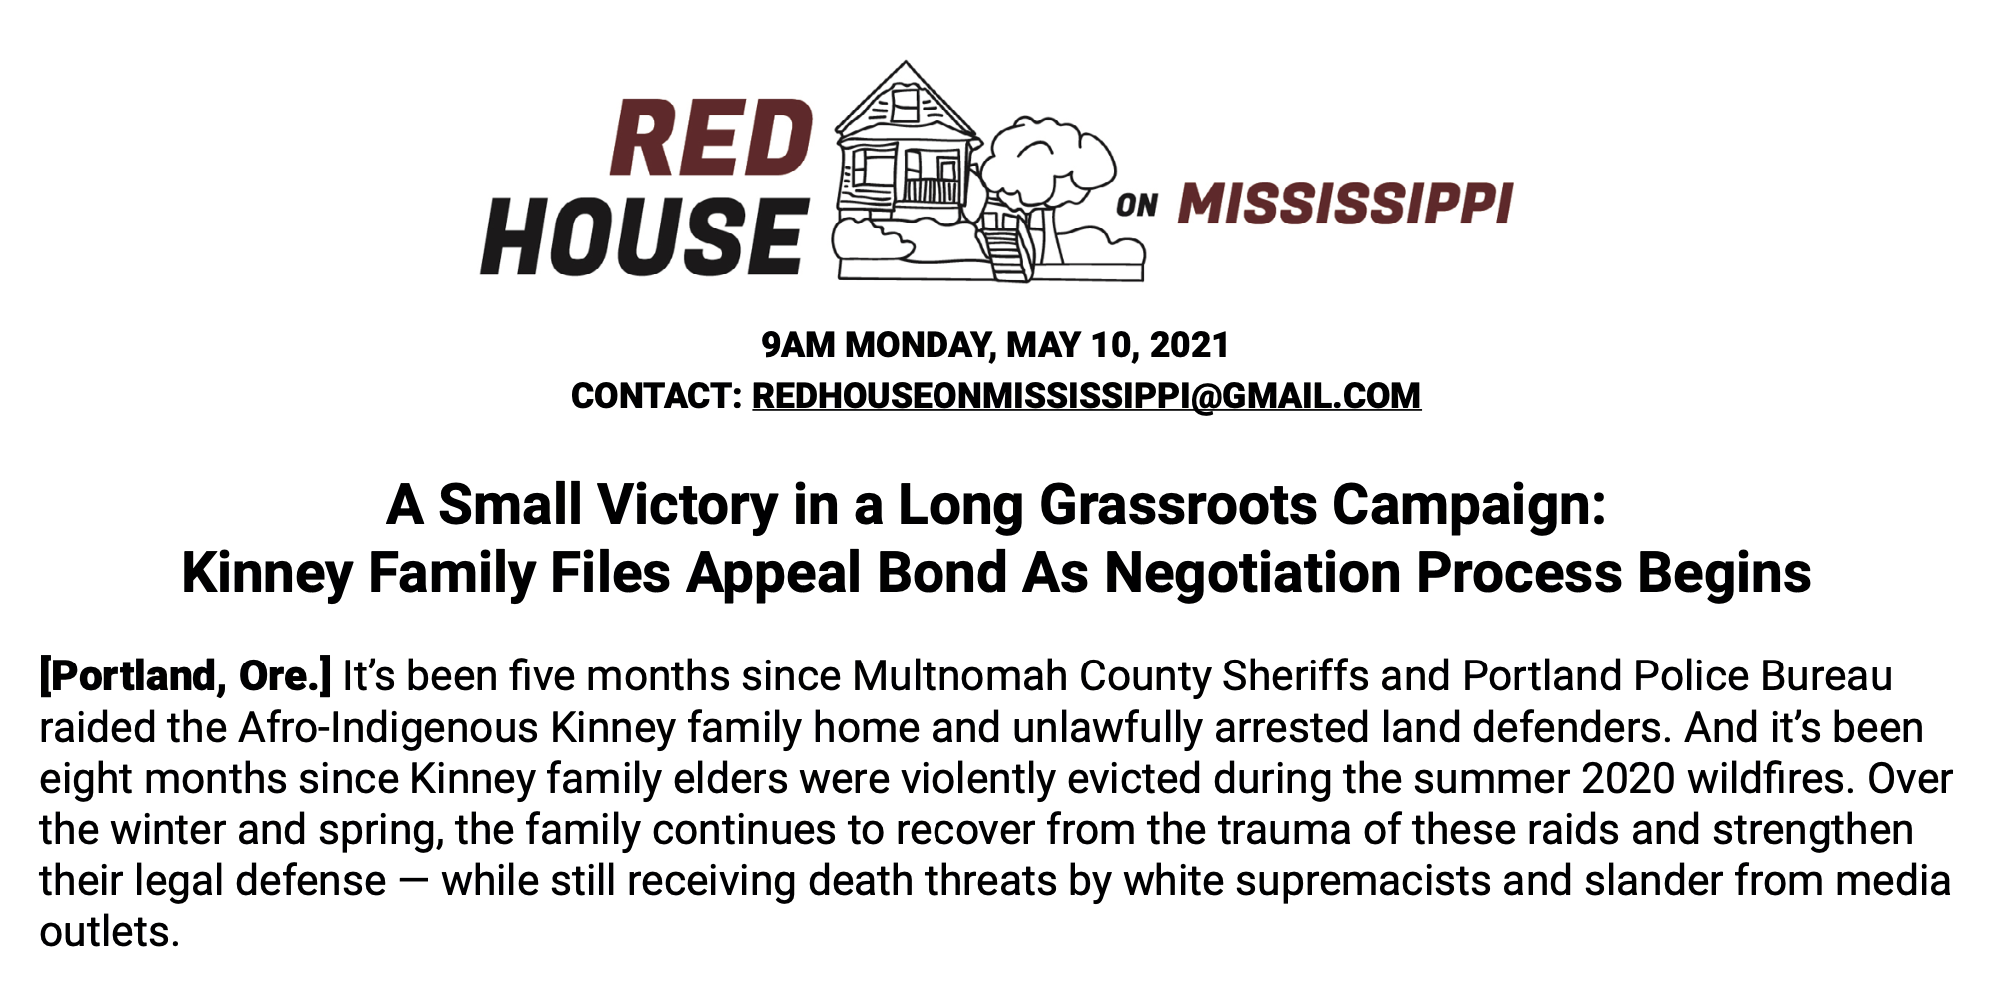 RED
HOUSE
ON MISSISSIPPI
9AM MONDAY, MAY 10, 2021
CONTACT: REDHOUSEONMISSISSIPPI@GMAIL.COM
A Small Victory in a Long Grassroots Campaign:
Kinney Family Files Appeal Bond As Negotiation Process Begins
[Portland, Ore.] It’s been five months since Multnomah County Sheriffs and Portland Police Bureau
raided the Afro-Indigenous Kinney family home and unlawfully arrested land defenders. And it’s been
eight months since Kinney family elders were violently evicted during the summer 2020 wildfires. Over
the winter and spring, the family continues to recover from the trauma of these raids and strengthen
their legal defense — while still receiving death threats by white supremacists and slander from media
outlets.